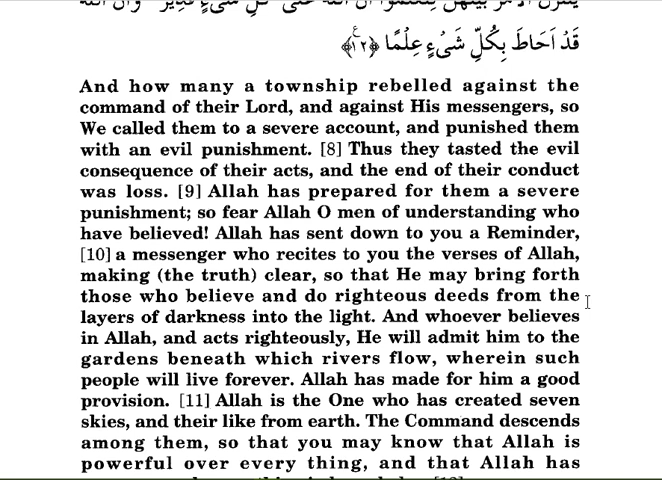 قَدْ اَحَاطَ بِكُلِّ شَىْءٍ عِلْمًا ﴿۱۲﴾
And how many a township rebelled against the
command of their Lord, and against His messengers, so
We called them to a severe account, and punished them
with an evil punishment. [8] Thus they tasted the evil
consequence of their acts, and the end of their conduct
was loss. [9] Allah has prepared for them a severe
punishment; so fear Allah O men of understanding who
have believed! Allah has sent down to you a Reminder,
[10] a messenger who recites to you the verses of Allah,
making (the truth) clear, so that He may bring forth
those who believe and do righteous deeds from the
layers of darkness into the light. And whoever believes
in Allah, and acts righteously, He will admit him to the
gardens beneath which rivers flow, wherein such
people will live forever. Allah has made for him a good
provision. [11] Allah is the One who has created seven
skies, and their like from earth. The Command descends
among them, so that you may know that Allah is
powerful over every thing, and that Allah has